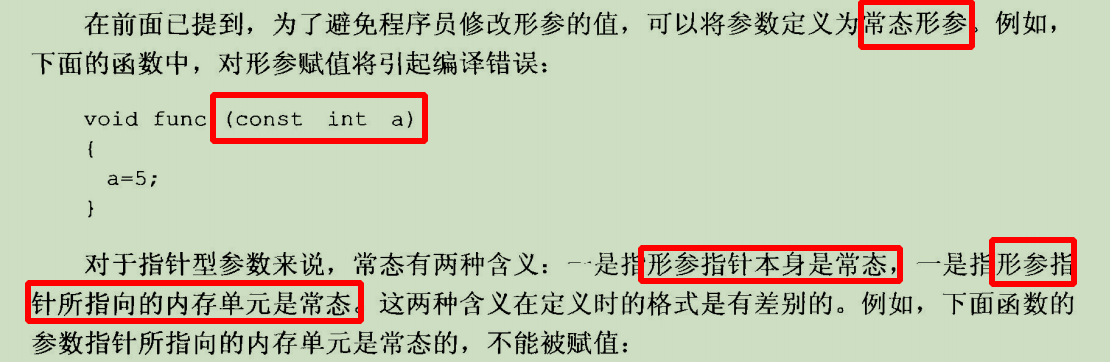 在前面已提到，为了避免程序员修改形参的值，可以将参数定义为常态形参。例如，
下面的函数中，对形参赋值将引起编译错误：
void func (const int a)
{
a=5;
}
对于指针型参数来说，常态有两种含义：一是指形参指针本身是常态，一是指形参指
针所指向的内存单元是常态。这两种含义在定义时的格式是有差别的。例如，下面函数的
参数指针所指向的内存单元是常态的，不能被赋值：